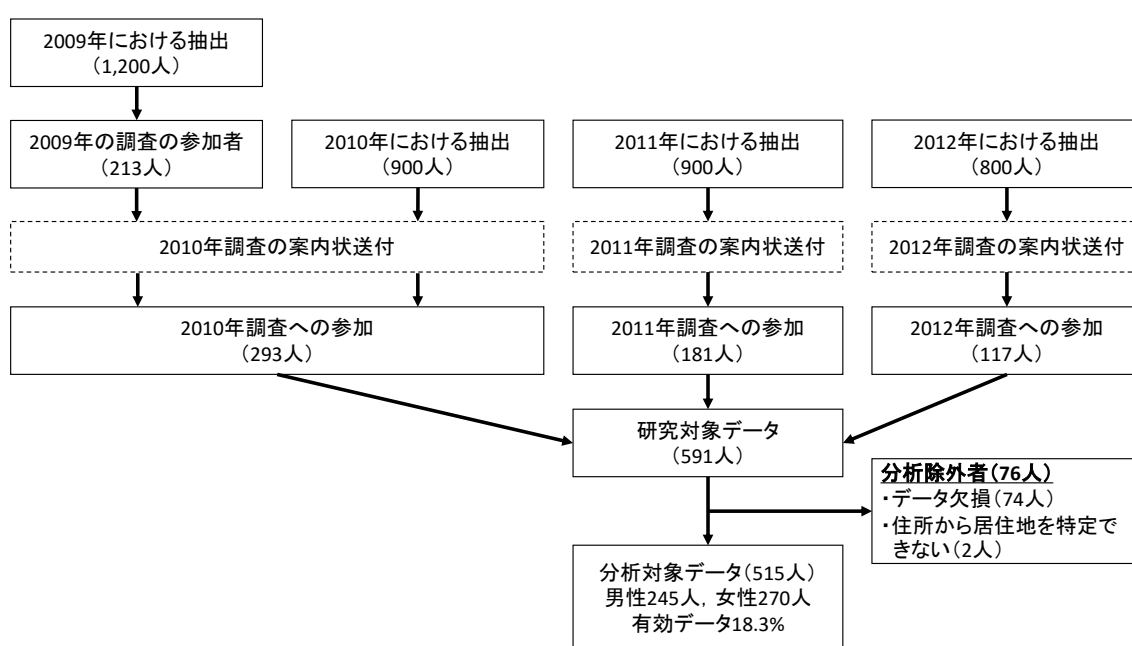 2009年における抽出
（1,200人）
2009年の調査の参加者
（213人）
2010年における抽出
（900人）
2011年における抽出
（900人）
2012年における抽出
（800人）
2010年調査の案内状送付
2011年調査の案内状送付
2012年調査の案内状送付
2010年調査への参加
（293人）
2011年調査への参加
（181人）
2012年調査への参加
（117人）
研究対象データ
（591人）
分析除外者（76人）
・データ欠損（74人）
・住所から居住地を特定で
きない（2人）
分析対象データ（515人）
男性245人，女性270人
有効データ18.3%